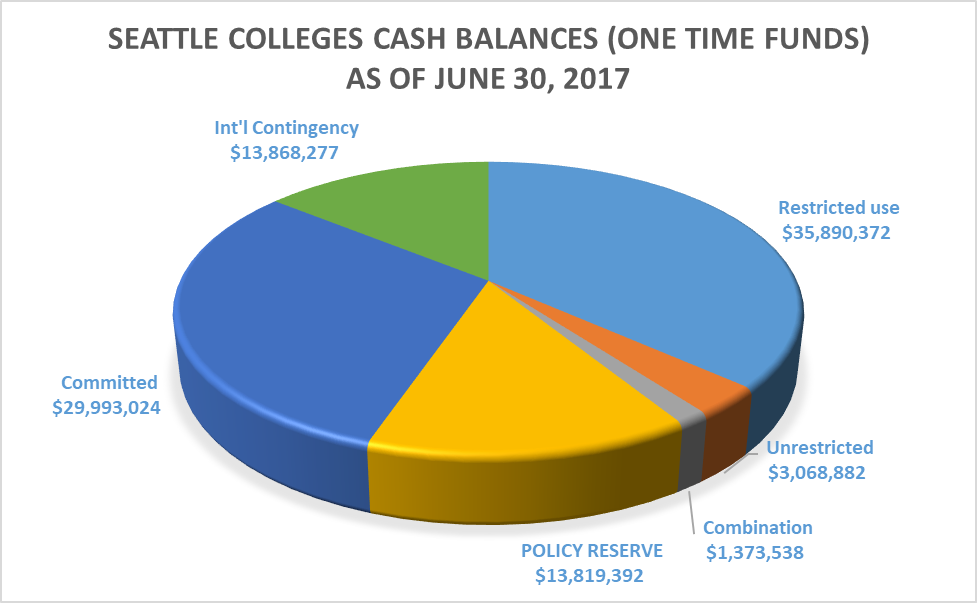 SEATTLE COLLEGES CASH BALANCES (ONE TIME FUNDS)
AS OF JUNE 30, 2017
Int'l Contingency
$13,868,277
Restricted use
$35,890,372
Committed
$29,993,024
Unrestricted
$3,068,882
Combination
$1,373,538
POLICY RESERVE
$13,819,392